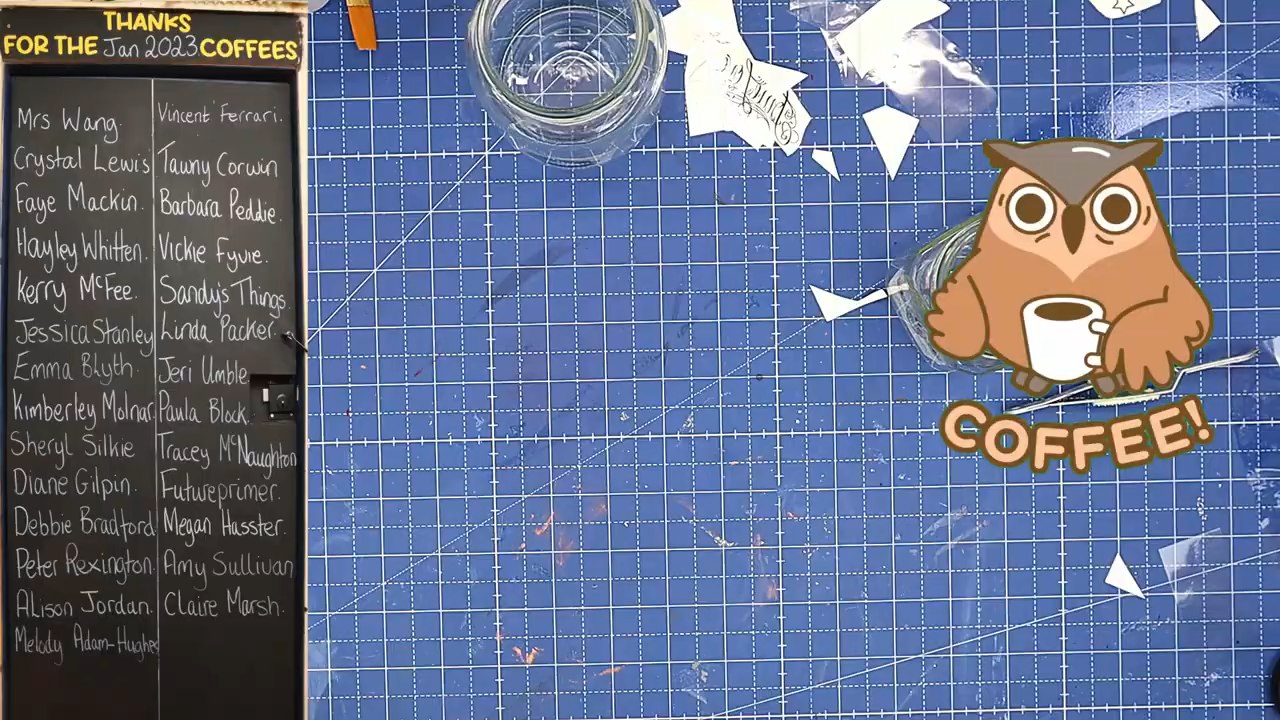 THANKS
FOR THE Jan 2023 COFFEES
Mrs Wang.
Crystal Lewis
Faye Mackin.
Hayley Whitten.
Kerry McFee.
Jessica Stanley
Emma Blyth.
Kimberley Molnar
Sheryl Silkie
Diane Gilpin.
Debbie Bradford
Peter Rexington
Alison Jordan.
Melody Adam-Hughes
Vincent Ferrari.
Tawny Corwin
Barbara Peddie.
Vickie Fyvie.
Sandy's Things.
Linda Packer.
Jeri Umble
Paula Block.
Tracey McNaughton
Futureprimer.
Megan Hasster.
Amy Sullivan
Claire Marsh.
COFFEE!